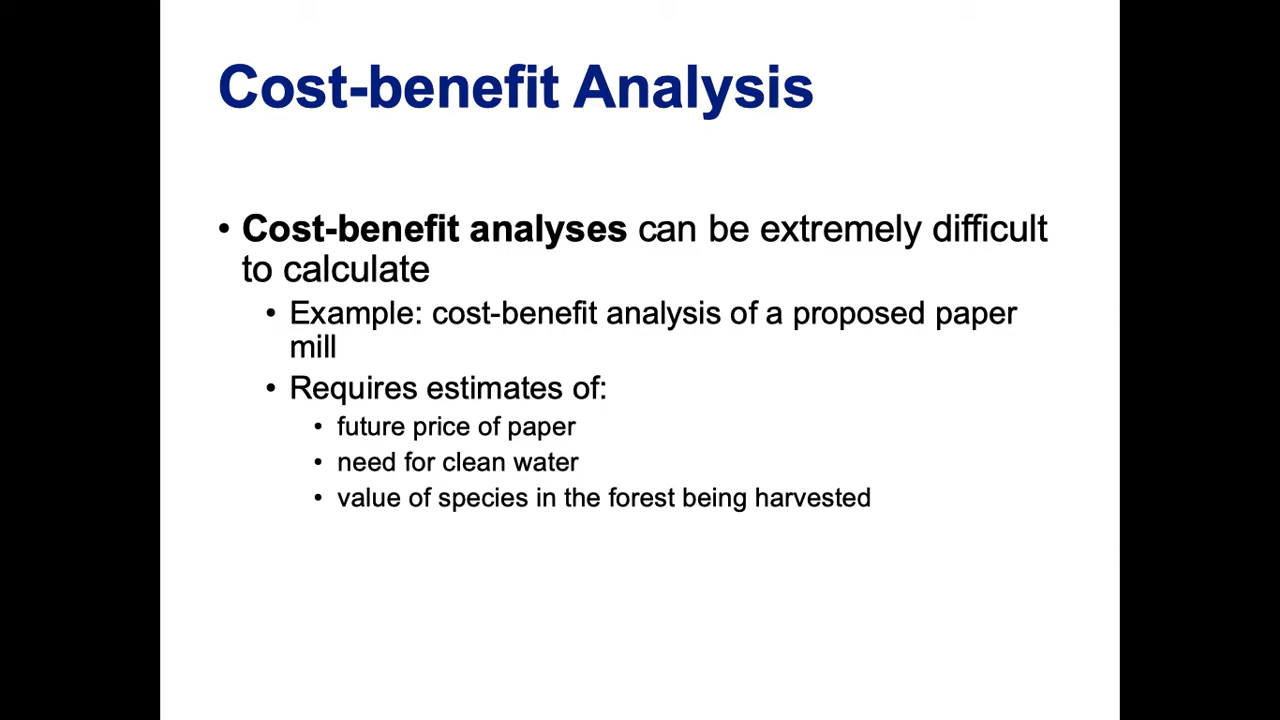 Cost-benefit Analysis
• Cost-benefit analyses can be extremely difficult
to calculate
• Example: cost-benefit analysis of a proposed paper
mill
• Requires estimates of:
• future price of paper
• need for clean water
• value of species in the forest being harvested